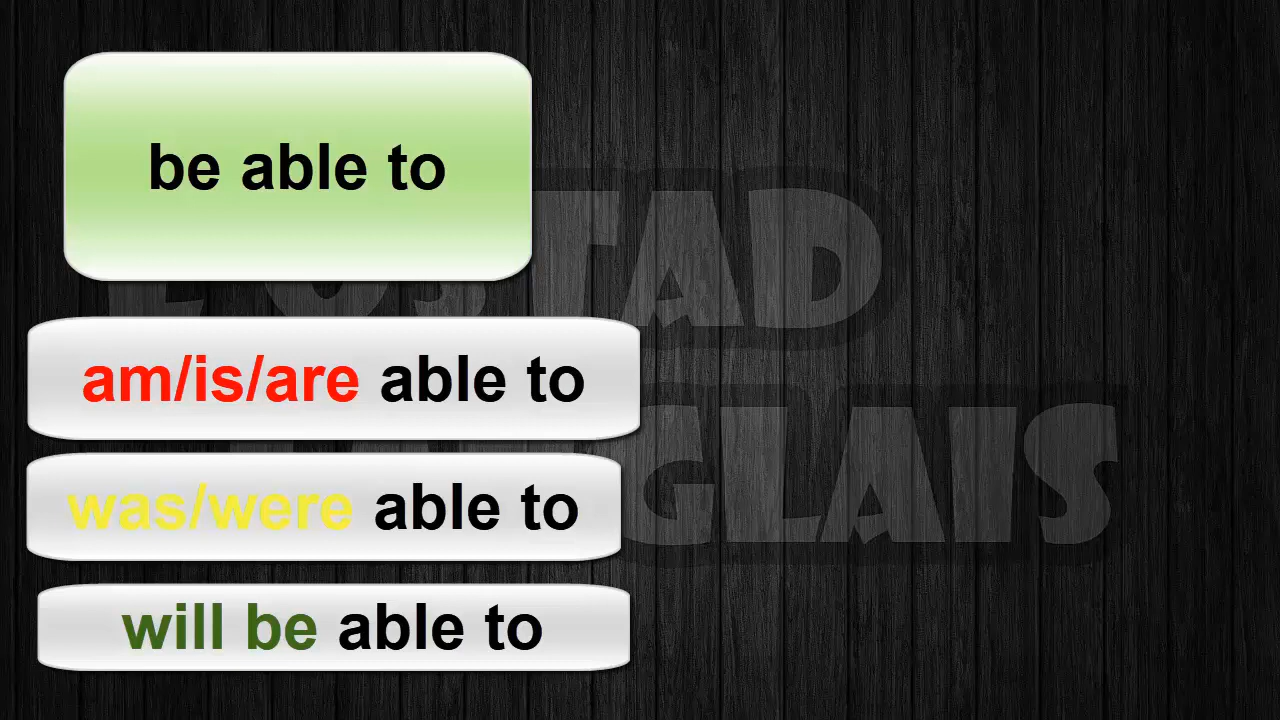 be able to
am/is/are able to
was/were able to
will be able to